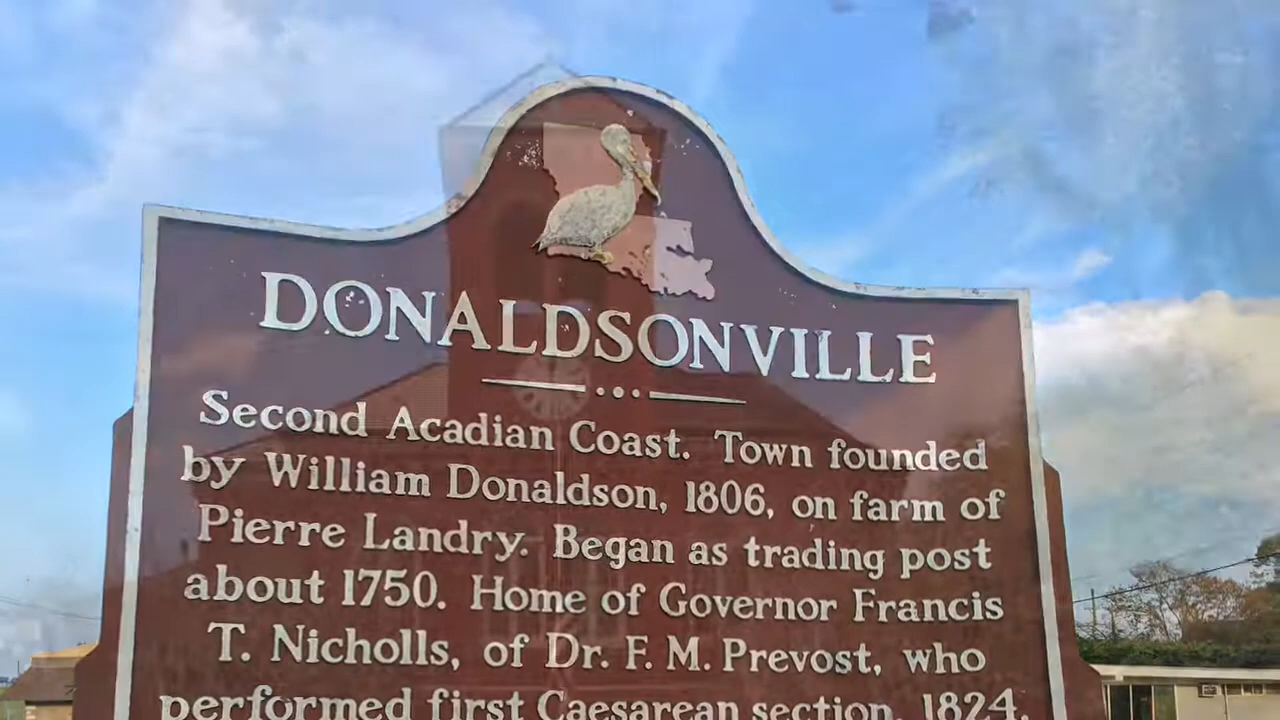 DONALDSONVILLE
Second Acadian Coast. Town founded
by William Donaldson, 1806, on farm of
Pierre Landry. Began as trading post
about 1750. Home of Governor Francis
T. Nicholls, of Dr. F. M. Prevost, who
performed first Caesarean section, 1824.